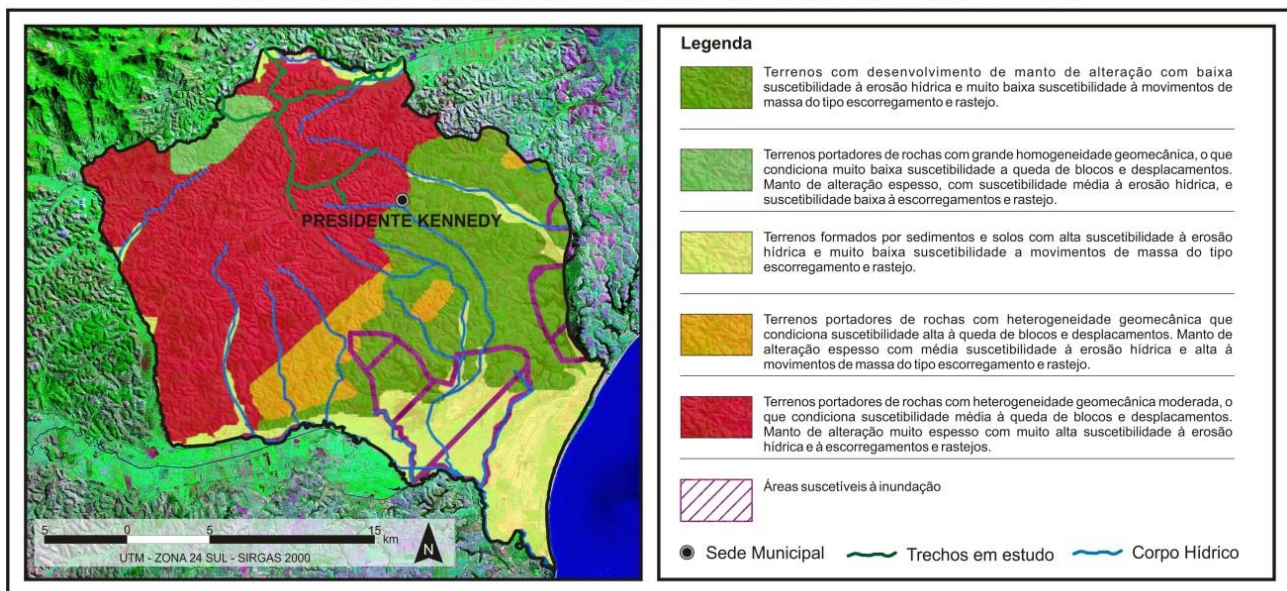 PRESIDENTE KENNEDY
5 0 5 15
km
UTM - ZONA 24 SUL - SIRGAS 2000
N
Legenda
Terrenos com desenvolvimento de manto de alteração com baixa
suscetibilidade à erosão hídrica e muito baixa suscetibilidade à movimentos de
massa do tipo escorregamento e rastejo.
Terrenos portadores de rochas com grande homogeneidade geomecânica, o que
condiciona muito baixa suscetibilidade a queda de blocos e desplacamentos.
Manto de alteração espesso, com suscetibilidade média à erosão hídrica, e
suscetibilidade baixa à escorregamentos e rastejo.
Terrenos formados por sedimentos e solos com alta suscetibilidade à erosão
hídrica e muito baixa suscetibilidade a movimentos de massa do tipo
escorregamento e rastejo.
Terrenos portadores de rochas com heterogeneidade geomecânica que
condiciona suscetibilidade alta à queda de blocos e desplacamentos. Manto de
alteração espesso com média suscetibilidade à erosão hídrica e alta à
movimentos de massa do tipo escorregamento e rastejo.
Terrenos portadores de rochas com heterogeneidade geomecânica moderada, o
que condiciona suscetibilidade média à queda de blocos e desplacamentos.
Manto de alteração muito espesso com muito alta suscetibilidade à erosão
hídrica e à escorregamentos e rastejos.
Áreas suscetíveis à inundação
Sede Municipal Trechos em estudo Corpo Hídrico